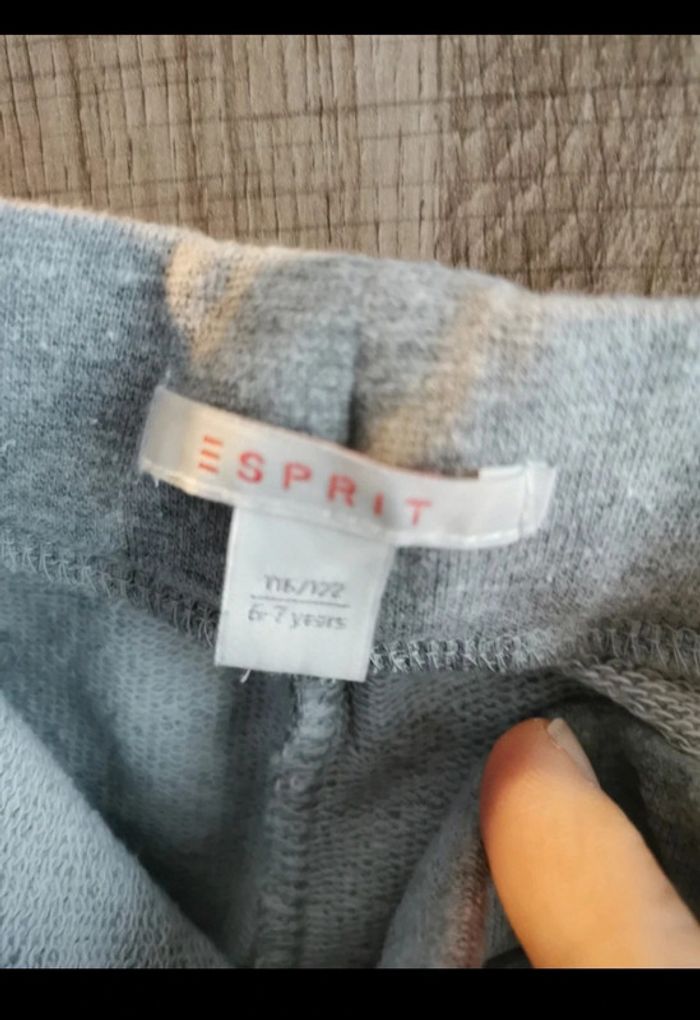 ESPRIT
116/122
6-7 years